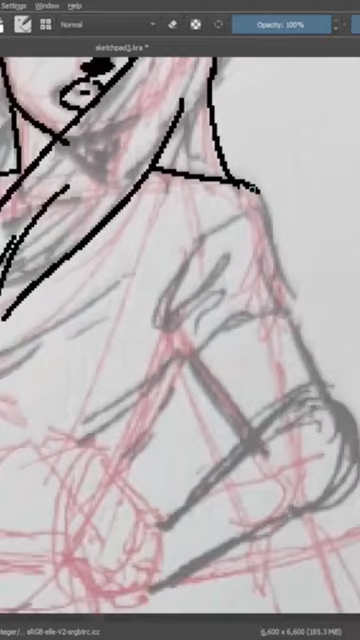 Settings Window Help
Normal Opacity: 100%
sketchpad3.kra *
integer/... sRGB-elle-V2-srgbtrc.icc 6,600 x 6,600 (185.3 MiB)